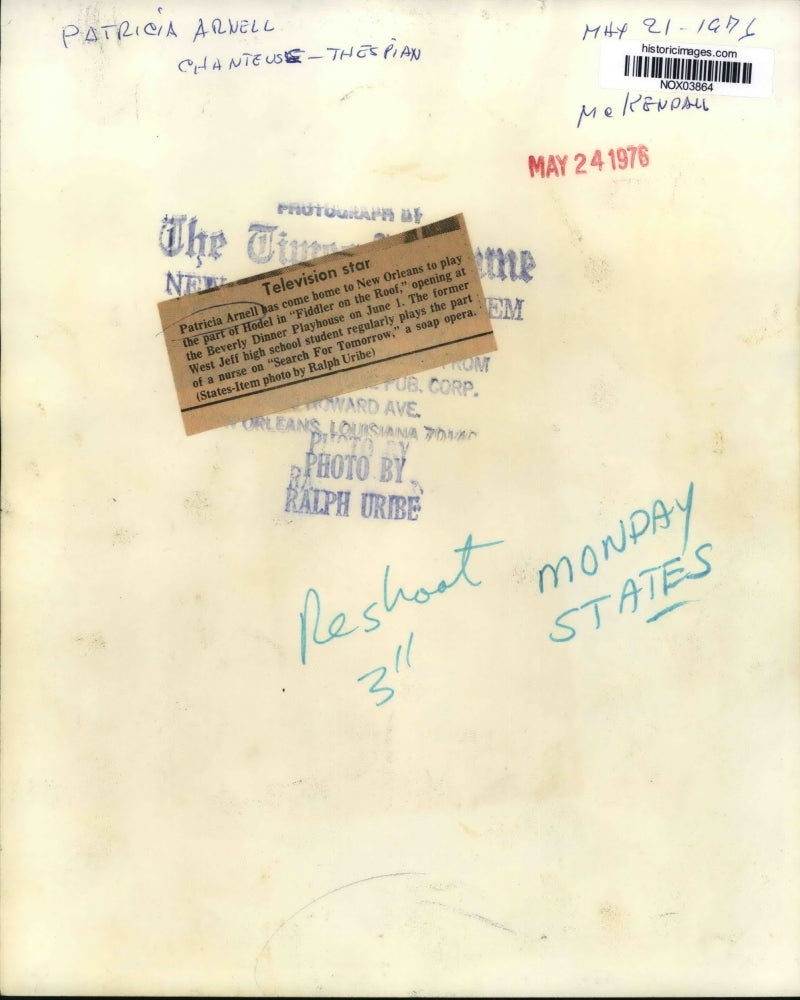 PATRICIA ARNELL
CHANTEUSE - THESPIAN
MAY 21-1976
historicimages.com
NOX03864
McKENDALL
MAY 24 1976
PHOTOGRAPH BY
The Times
Television star
Patricia Arnell has come home to New Orleans to play
the part of Hodel in "Fiddler on the Roof," opening at
the Beverly Dinner Playhouse on June 1. The former
West Jeff high school student regularly plays the part
of a nurse on "Search For Tomorrow," a soap opera.
(States-Item photo by Ralph Uribe)
PUB. CORP.
HOWARD AVE.
ORLEANS, LOUISIANA
PHOTO BY
PHOTO BY
RALPH URIBE
Reshoot
3"
MONDAY
STATES